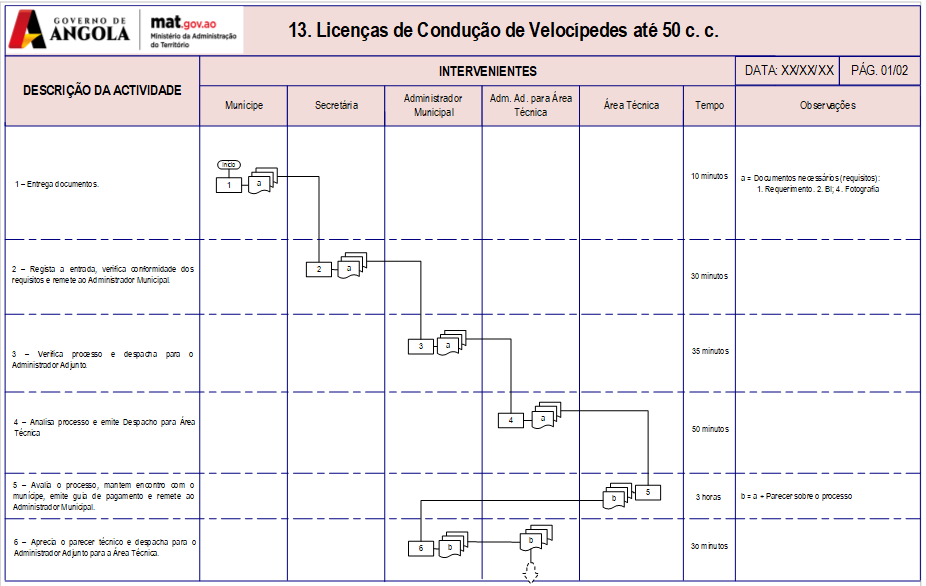 GOVERNO DE
ANGOLA
mat.gov.ao
Ministério da Administração
do Território
13. Licenças de Condução de Velocípedes até 50 c. c.
DESCRIÇÃO DA ACTIVIDADE
INTERVENIENTES
DATA: XX/XX/XX
PÁG. 01/02
Munícipe
Secretária
Administrador
Municipal
Adm. Ad. para Área
Técnica
Área Técnica
Tempo
Observações
1 – Entrega documentos.
Início
1
a
10 minutos
a = Documentos necessários (requisitos):
1. Requerimento. 2. BI; 4. Fotografia
2 – Regista a entrada, verifica conformidade dos
requisitos e remete ao Administrador Municipal.
2
a
30 minutos
3 – Verifica processo e despacha para o
Administrador Adjunto.
3
a
35 minutos
4 – Analisa processo e emite Despacho para Área
Técnica
4
a
50 minutos
5 – Avalia o processo, mantem encontro com o
munícipe, emite guia de pagamento e remete ao
Administrador Municipal.
b
5
3 horas
b = a + Parecer sobre o processo
6 – Aprecia o parecer técnico e despacha para o
Administrador Adjunto para a Área Técnica.
6
b
b
3o minutos